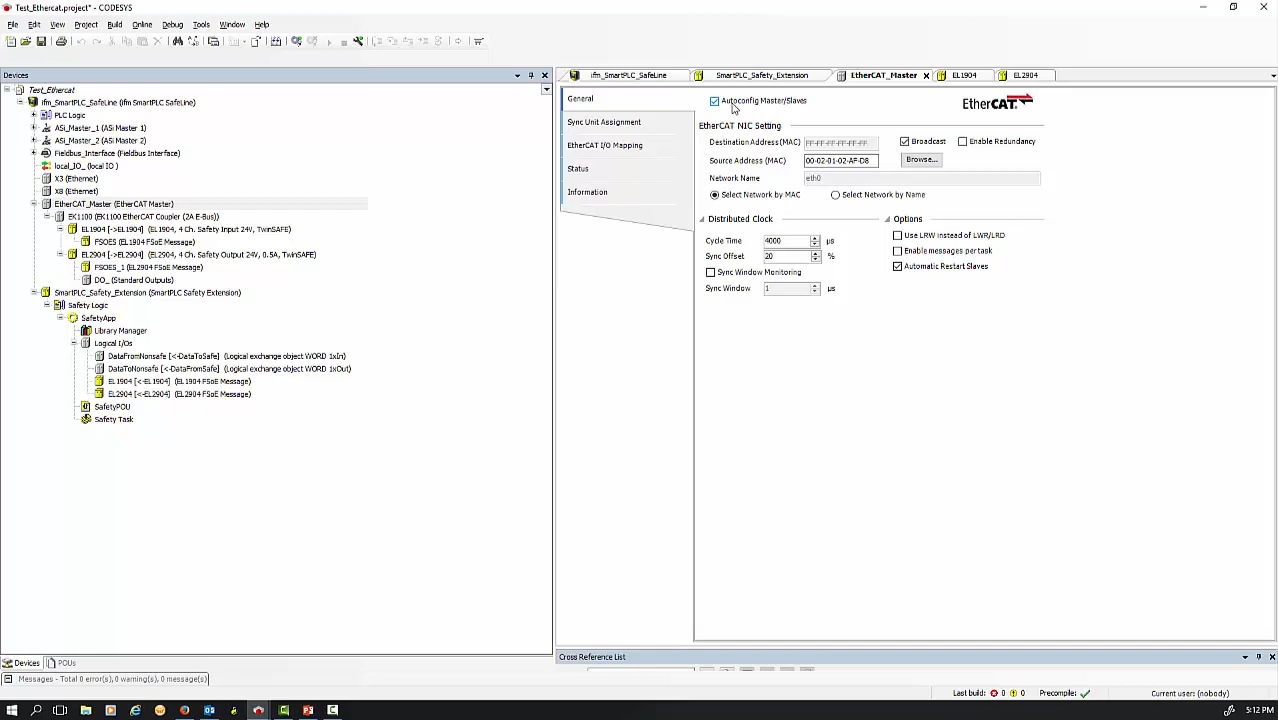 Test_Ethercat.project* - CODESYS
File Edit View Project Build Online Debug Tools Window Help
Devices
Test_Ethercat
ifm_SmartPLC_SafeLine (ifm SmartPLC SafeLine)
PLC Logic
ASi_Master_1 (ASi Master 1)
ASi_Master_2 (ASi Master 2)
Fieldbus_Interface (Fieldbus Interface)
local_IO_ (local IO )
X3 (Ethernet)
X8 (Ethernet)
EtherCAT_Master (EtherCAT Master)
EK1100 (EK1100 EtherCAT Coupler (2A E-Bus))
EL1904 [->EL1904] (EL1904, 4 Ch. Safety Input 24V, TwinSAFE)
FSOES (EL1904 FSoE Message)
EL2904 [->EL2904] (EL2904, 4 Ch. Safety Output 24V, 0.5A, TwinSAFE)
FSOES_1 (EL2904 FSoE Message)
DO_ (Standard Outputs)
SmartPLC_Safety_Extension (SmartPLC Safety Extension)
Safety Logic
SafetyApp
Library Manager
Logical I/Os
DataFromNonsafe [<-DataToSafe] (Logical exchange object WORD 1xIn)
DataToNonsafe [<-DataFromSafe] (Logical exchange object WORD 1xOut)
EL1904 [<-EL1904] (EL1904 FSoE Message)
EL2904 [<-EL2904] (EL2904 FSoE Message)
SafetyPOU
Safety Task
Devices POUs
ifm_SmartPLC_SafeLine SmartPLC_Safety_Extension EtherCAT_Master EL1904 EL2904
General
Sync Unit Assignment
EtherCAT I/O Mapping
Status
Information
Autoconfig Master/Slaves
EtherCAT
EtherCAT NIC Setting
Destination Address (MAC) FF-FF-FF-FF-FF-FF Broadcast Enable Redundancy
Source Address (MAC) 00-02-01-02-AF-D8 Browse...
Network Name eth0
Select Network by MAC Select Network by Name
Distributed Clock Options
Cycle Time 4000 µs Use LRW instead of LWR/LRD
Sync Offset 20 % Enable messages per task
Sync Window Monitoring Automatic Restart Slaves
Sync Window 1 µs
Cross Reference List
Messages - Total 0 error(s), 0 warning(s), 0 message(s)
Last build: 0 0 Precompile: Current user: (nobody)
5:12 PM